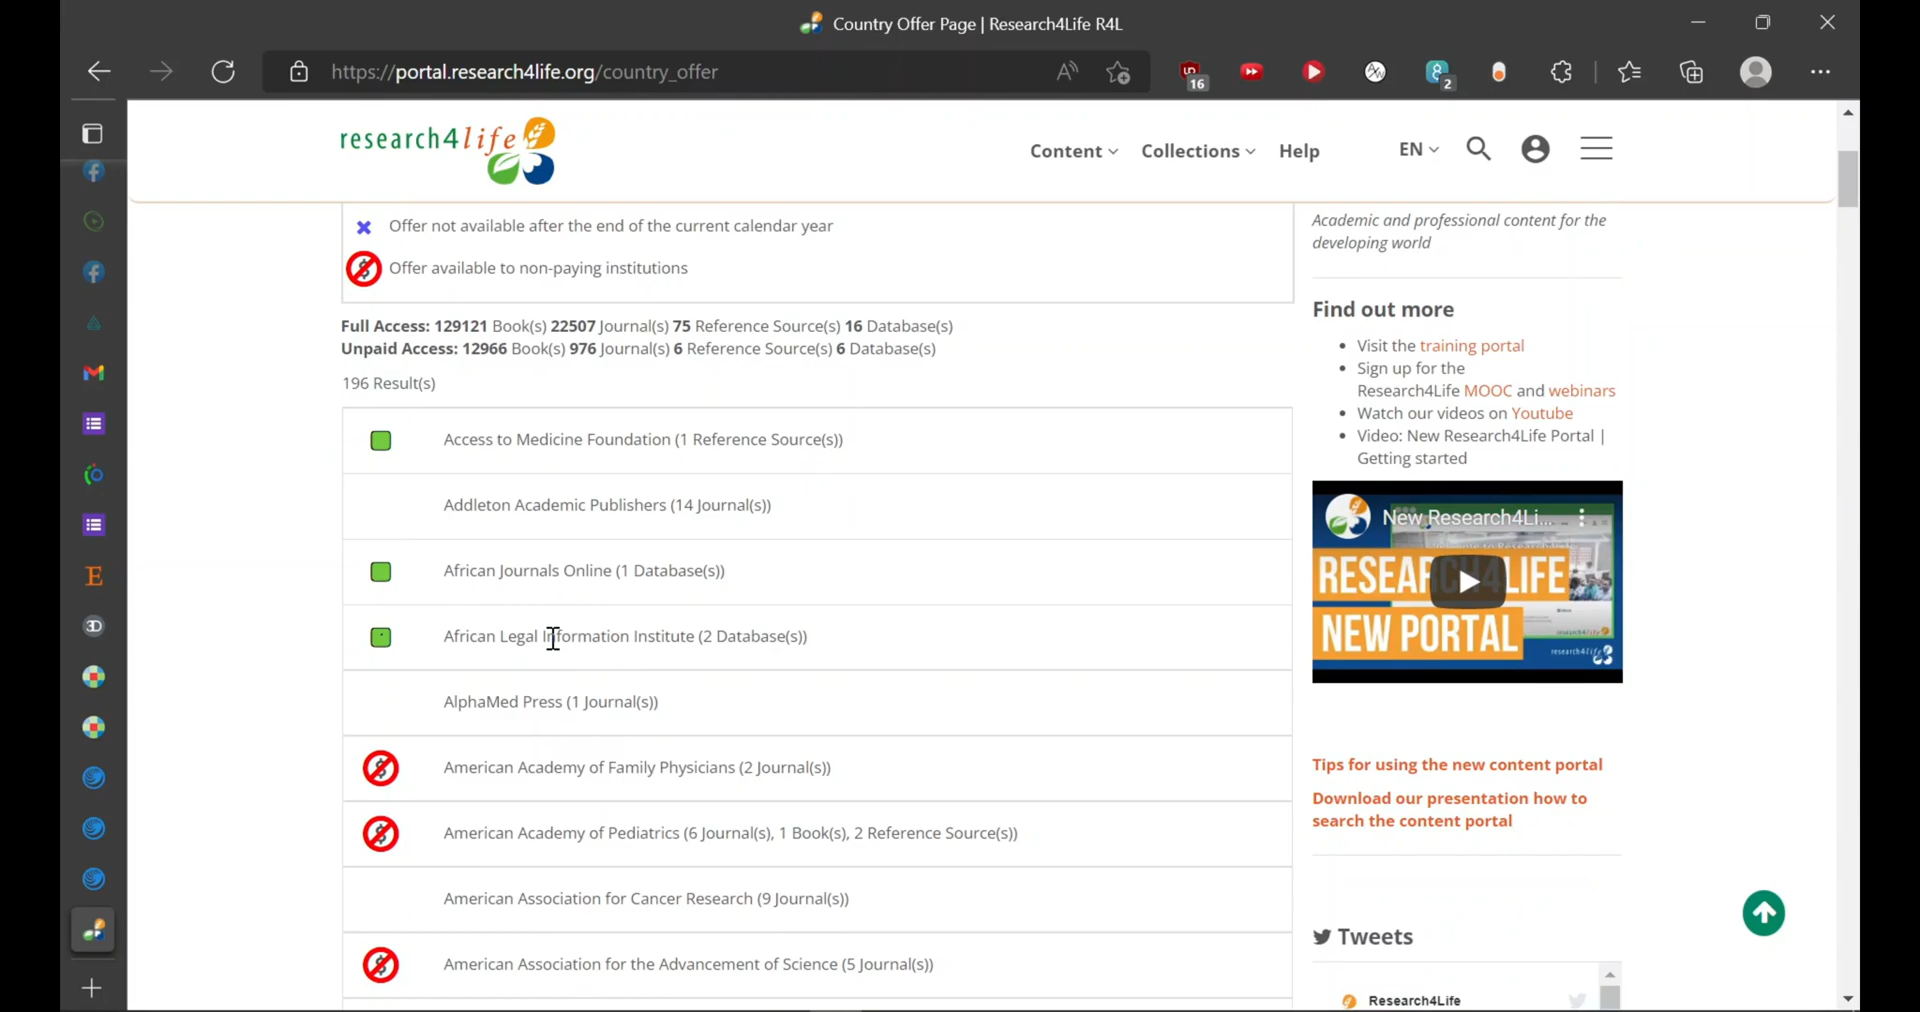 Country Offer Page | Research4Life R4L
https://portal.research4life.org/country_offer
16
2
research4life
Content
Collections
Help
EN
Offer not available after the end of the current calendar year
Offer available to non-paying institutions
Full Access: 129121 Book(s) 22507 Journal(s) 75 Reference Source(s) 16 Database(s)
Unpaid Access: 12966 Book(s) 976 Journal(s) 6 Reference Source(s) 6 Database(s)
196 Result(s)
Access to Medicine Foundation (1 Reference Source(s))
Addleton Academic Publishers (14 Journal(s))
African Journals Online (1 Database(s))
African Legal Information Institute (2 Database(s))
AlphaMed Press (1 Journal(s))
American Academy of Family Physicians (2 Journal(s))
American Academy of Pediatrics (6 Journal(s), 1 Book(s), 2 Reference Source(s))
American Association for Cancer Research (9 Journal(s))
American Association for the Advancement of Science (5 Journal(s))
Academic and professional content for the
developing world
Find out more
Visit the training portal
Sign up for the
Research4Life MOOC and webinars
Watch our videos on Youtube
Video: New Research4Life Portal |
Getting started
New Research4Li...
RESEARCH4LIFE
NEW PORTAL
research4life
Tips for using the new content portal
Download our presentation how to
search the content portal
Tweets
Research4Life